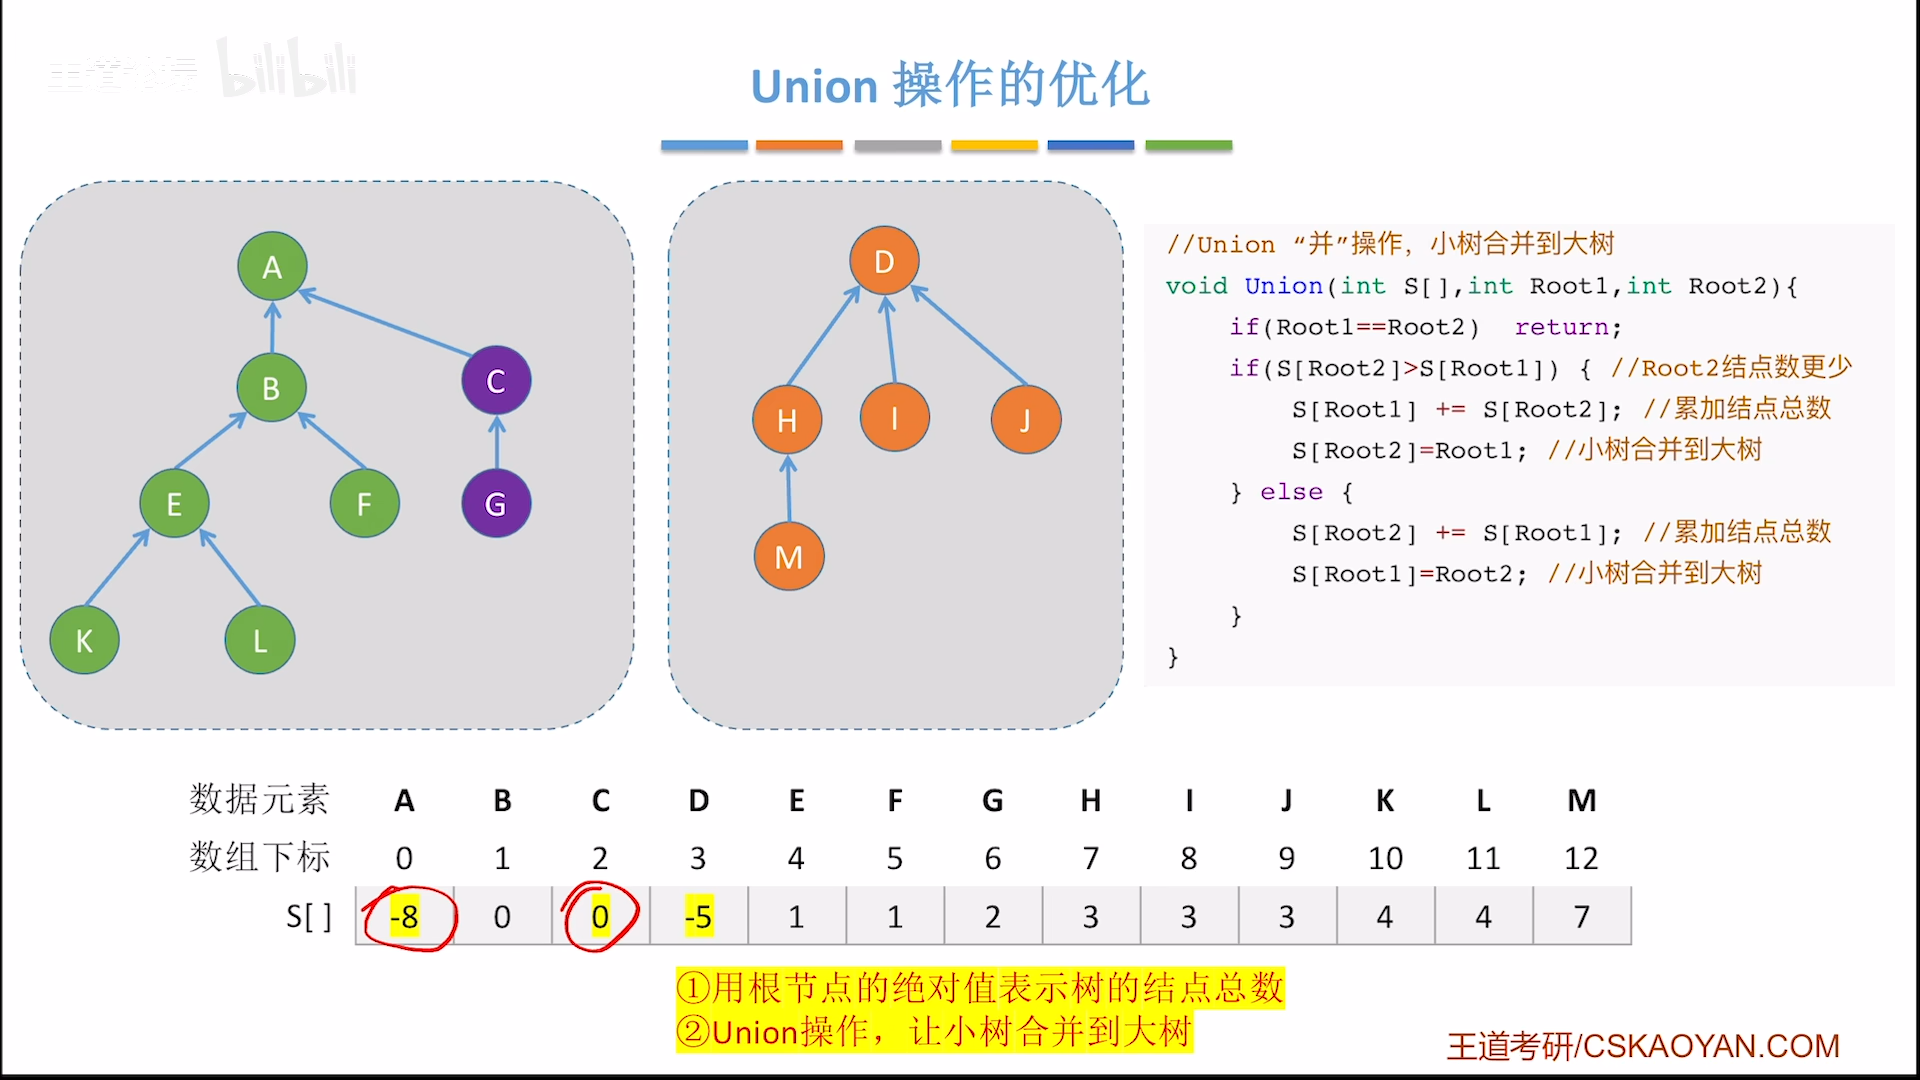 王道论坛 bilibili
Union 操作的优化
A
B
C
E
F
G
K
L
D
H
I
J
M
//Union “并”操作，小树合并到大树
void Union(int S[],int Root1,int Root2){
if(Root1==Root2) return;
if(S[Root2]>S[Root1]) { //Root2结点数更少
S[Root1] += S[Root2]; //累加结点总数
S[Root2]=Root1; //小树合并到大树
} else {
S[Root2] += S[Root1]; //累加结点总数
S[Root1]=Root2; //小树合并到大树
}
}
数据元素 A B C D E F G H I J K L M
数组下标 0 1 2 3 4 5 6 7 8 9 10 11 12
S[ ] -8 0 0 -5 1 1 2 3 3 3 4 4 7
①用根节点的绝对值表示树的结点总数
②Union操作，让小树合并到大树
王道考研/CSKAOYAN.COM